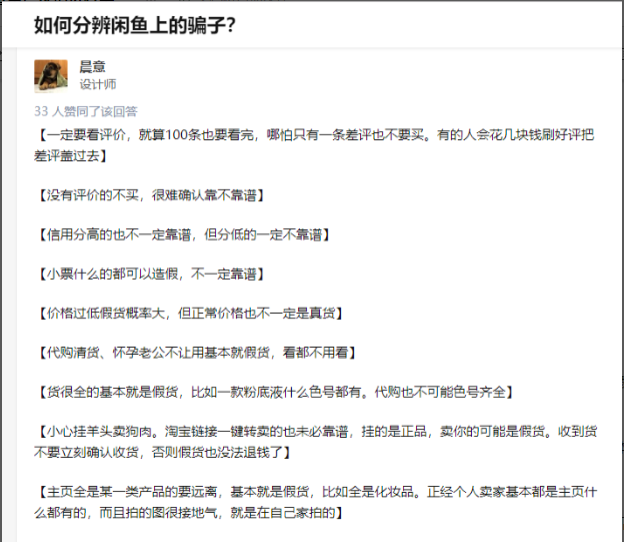 如何分辨闲鱼上的骗子？
晨意
设计师
33 人赞同了该回答
【一定要看评价，就算100条也要看完，哪怕只有一条差评也不要买。有的人会花几块钱刷好评把
差评盖过去】
【没有评价的不买，很难确认靠不靠谱】
【信用分高的也不一定靠谱，但分低的一定不靠谱】
【小票什么的都可以造假，不一定靠谱】
【价格过低假货概率大，但正常价格也不一定是真货】
【代购清货、怀孕老公不让用基本就假货，看都不用看】
【货很全的基本就是假货，比如一款粉底液什么色号都有。代购也不可能色号齐全】
【小心挂羊头卖狗肉。淘宝链接一键转卖的也未必靠谱，挂的是正品，卖你的可能是假货。收到货
不要立刻确认收货，否则假货也没法退钱了】
【主页全是某一类产品的要远离，基本就是假货，比如全是化妆品。正经个人卖家基本都是主页什
么都有的，而且拍的图很接地气，就是在自己家拍的】